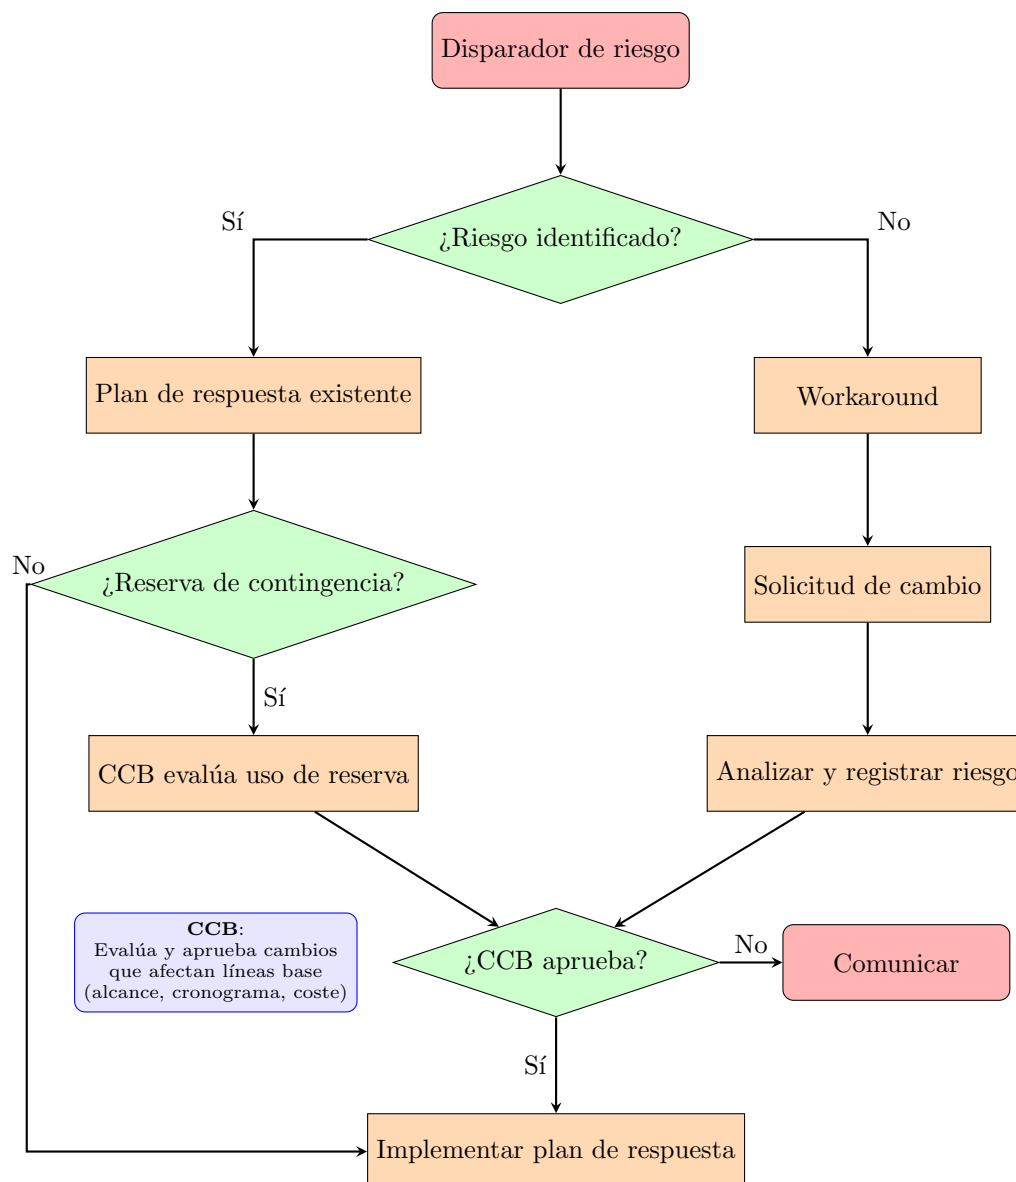 Disparador de riesgo
¿Riesgo identificado?
Sí
No
Plan de respuesta existente
Workaround
¿Reserva de contingencia?
No
Sí
Solicitud de cambio
CCB evalúa uso de reserva
Analizar y registrar riesgo
CCB:
Evalúa y aprueba cambios
que afectan líneas base
(alcance, cronograma, coste)
¿CCB aprueba?
No
Comunicar
Sí
Implementar plan de respuesta